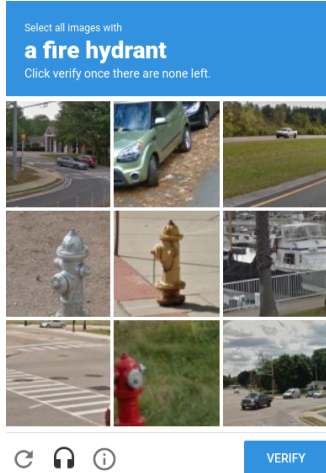 Select all images with
a fire hydrant
Click verify once there are none left.
VERIFY